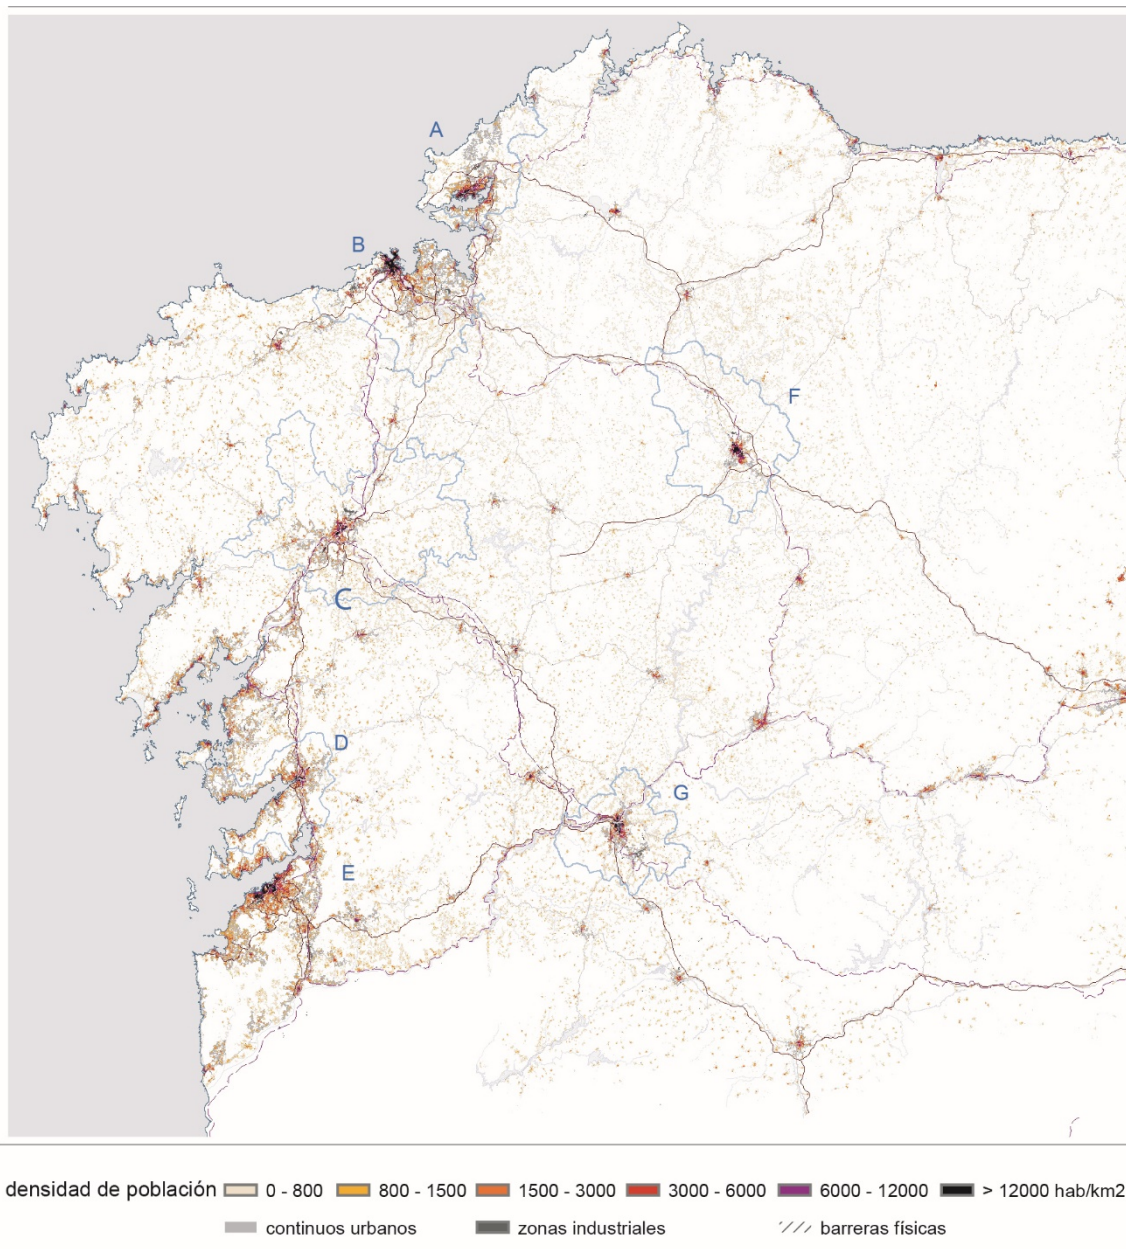 A
B
F
C
D
G
E
densidad de población 0 - 800 800 - 1500 1500 - 3000 3000 - 6000 6000 - 12000 > 12000 hab/km2
continuos urbanos zonas industriales barreras físicas